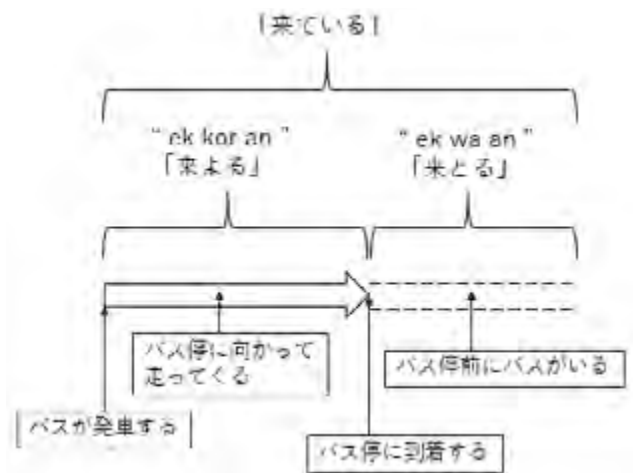 「来ている」
“ ek kor an ”
「来よる」
“ ek wa an ”
「来とる」
バス停に向かって
走ってくる
バス停前にバスがいる
バスが発車する
バス停に到着する